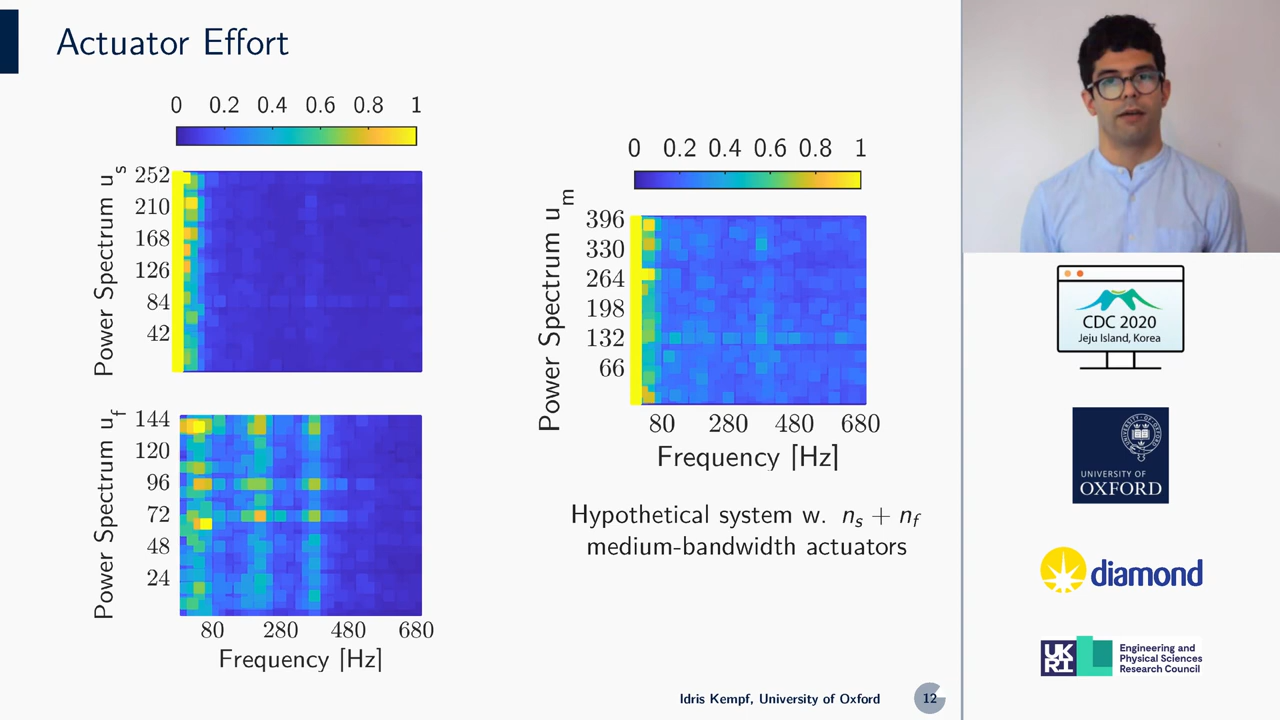 Actuator Effort
0 0.2 0.4 0.6 0.8 1
Power Spectrum u_s
252
210
168
126
84
42
Power Spectrum u_f
144
120
96
72
48
24
80 280 480 680
Frequency [Hz]
0 0.2 0.4 0.6 0.8 1
Power Spectrum u_m
396
330
264
198
132
66
80 280 480 680
Frequency [Hz]
Hypothetical system w. n_s + n_f
medium-bandwidth actuators
Idris Kempf, University of Oxford
12
CDC 2020
Jeju Island, Korea
UNIVERSITY OF
OXFORD
diamond
UKRI
Engineering and
Physical Sciences
Research Council